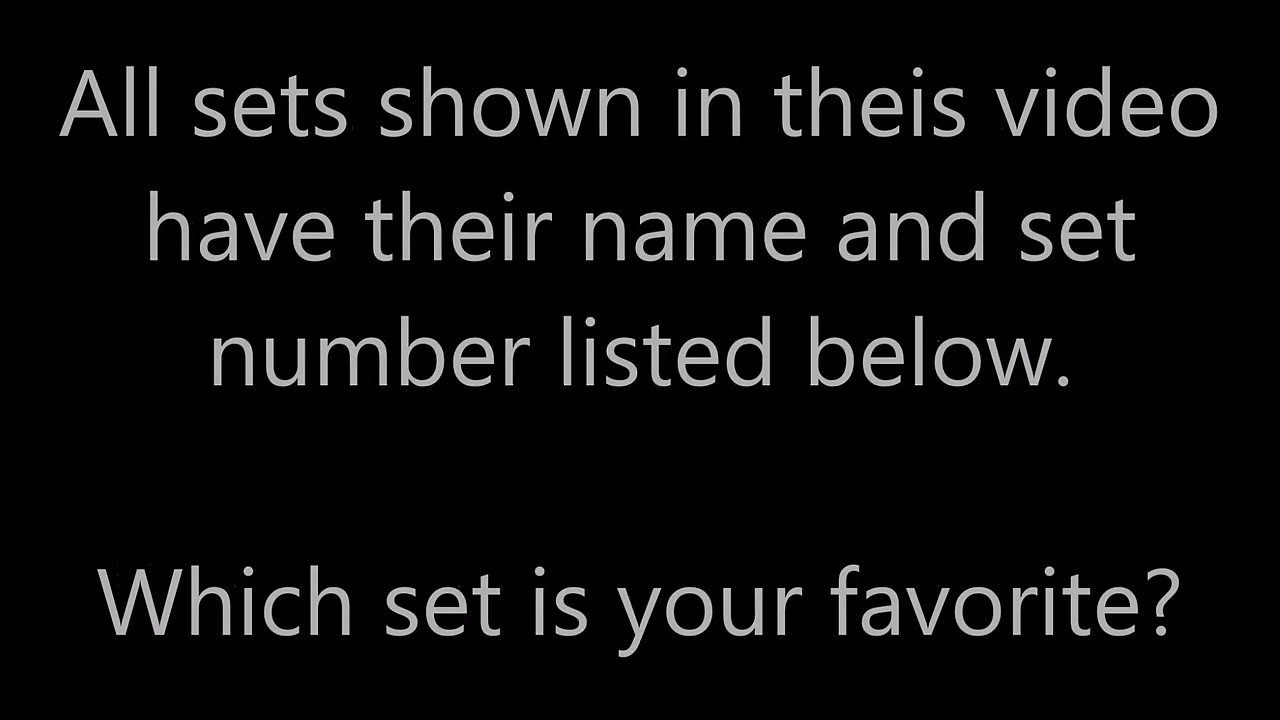 All sets shown in theis video
have their name and set
number listed below.
Which set is your favorite?